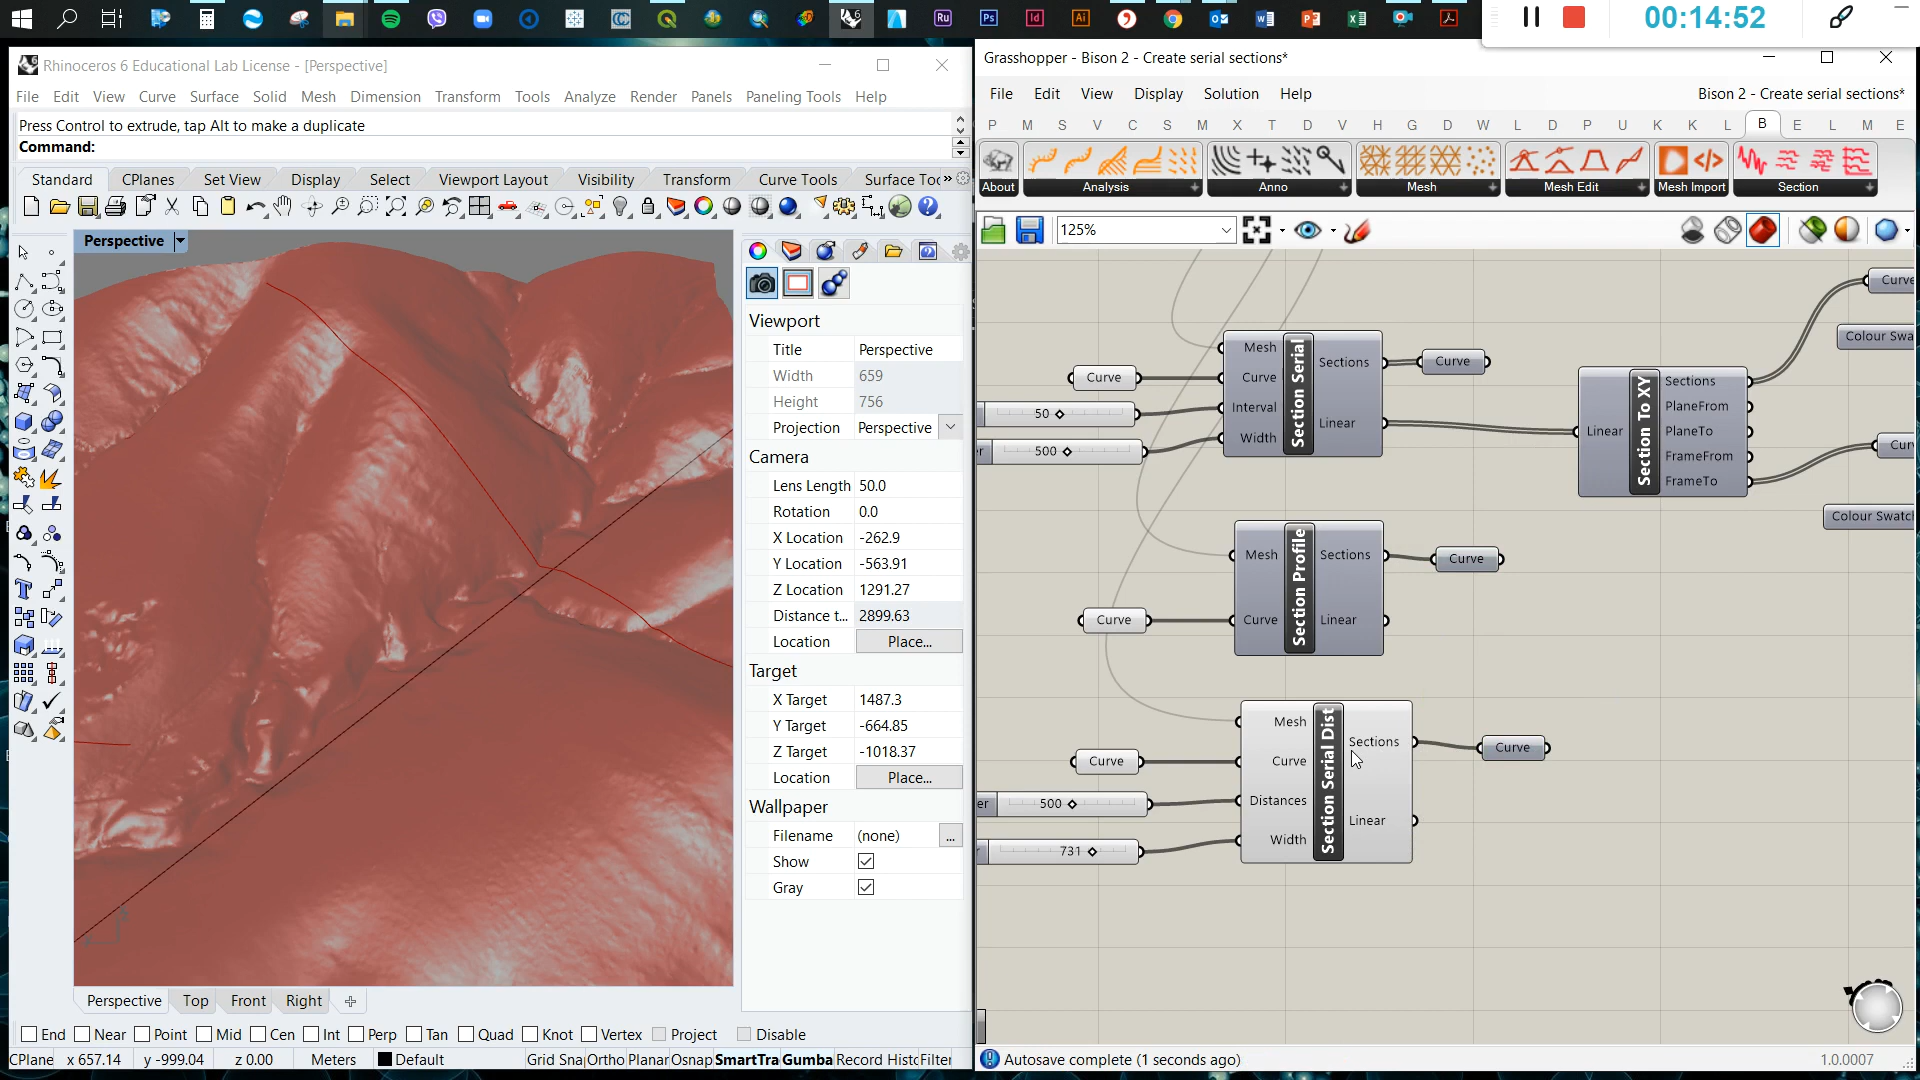 00:14:52
Rhinoceros 6 Educational Lab License - [Perspective]
File Edit View Curve Surface Solid Mesh Dimension Transform Tools Analyze Render Panels Paneling Tools Help
Press Control to extrude, tap Alt to make a duplicate
Command:
Standard CPlanes Set View Display Select Viewport Layout Visibility Transform Curve Tools Surface Too »
Perspective
Viewport
Title Perspective
Width 659
Height 756
Projection Perspective
Camera
Lens Length 50.0
Rotation 0.0
X Location -262.9
Y Location -563.91
Z Location 1291.27
Distance t... 2899.63
Location Place...
Target
X Target 1487.3
Y Target -664.85
Z Target -1018.37
Location Place...
Wallpaper
Filename (none) ...
Show
Gray
Perspective Top Front Right
End Near Point Mid Cen Int Perp Tan Quad Knot Vertex Project Disable
CPlane x 657.14 y -999.04 z 0.00 Meters Default Grid Sna Ortho Planar Osnap SmartTra Gumba Record Histo Filter
Grasshopper - Bison 2 - Create serial sections*
File Edit View Display Solution Help Bison 2 - Create serial sections*
P M S V C S M X T D V H G D W L D P U K K L B E L M E
About Analysis Anno Mesh Mesh Edit Mesh Import Section
125%
Mesh
Curve
Interval
Width
Section Serial
Sections
Linear
Curve
50
500
Curve
Linear
Section To XY
Sections
PlaneFrom
PlaneTo
FrameFrom
FrameTo
Curve
Colour Swa
Cur
Colour Swatch
Mesh
Curve
Section Profile
Sections
Linear
Curve
Curve
Mesh
Curve
Distances
Width
Section Serial Dist
Sections
Linear
Curve
er 500
731
Curve
Autosave complete (1 seconds ago) 1.0.0007